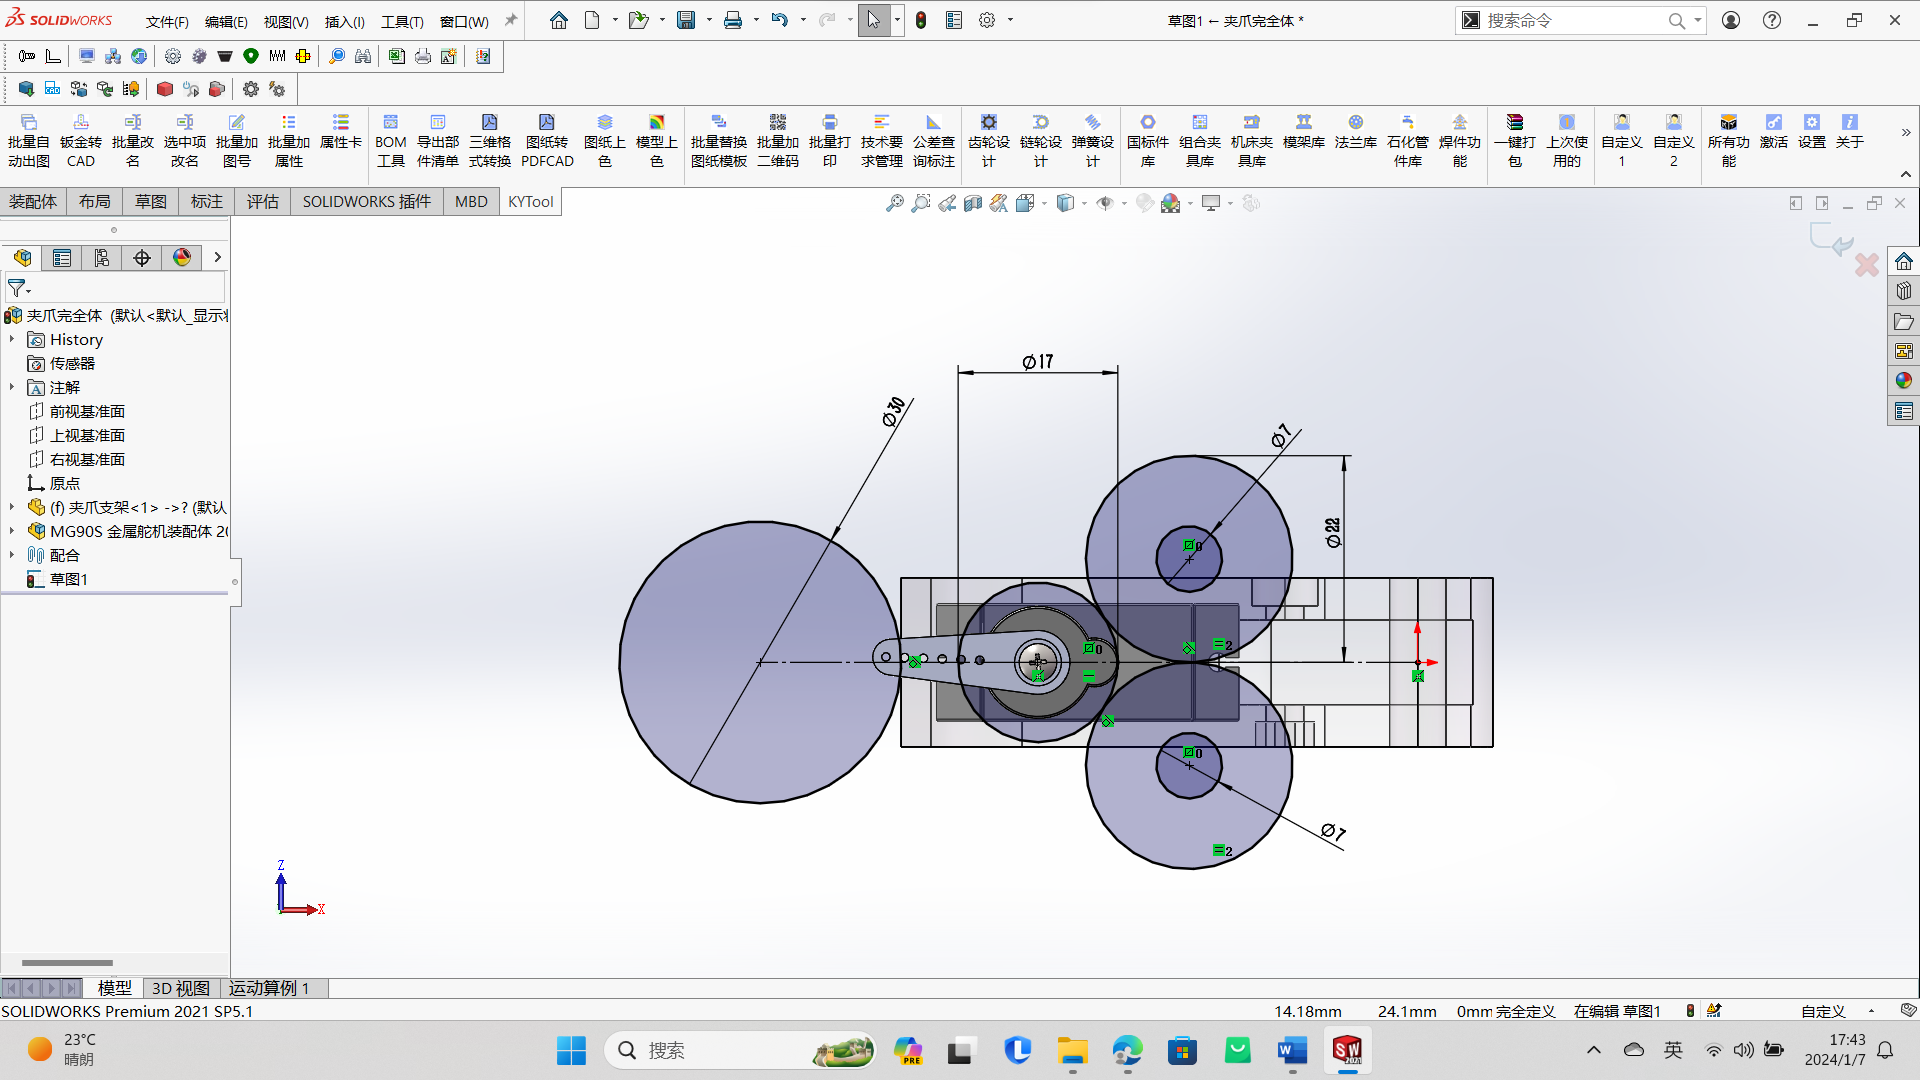 SOLIDWORKS 文件(F) 编辑(E) 视图(V) 插入(I) 工具(T) 窗口(W) 草图1 ← 夹爪完全体 * 搜索命令
批量自动出图 钣金转CAD 批量改名 选中项改名 批量加图号 批量加属性 属性卡 BOM工具 导出部件清单 三维格式转换 图纸转PDFCAD 图纸上色 模型上色 批量替换图纸模板 批量加二维码 批量打印 技术要求管理 公差查询标注 齿轮设计 链轮设计 弹簧设计 国标件库 组合夹具库 机床夹具库 模架库 法兰库 石化管件库 焊件功能 一键打包 上次使用的 自定义1 自定义2 所有功能 激活 设置 关于
装配体 布局 草图 标注 评估 SOLIDWORKS 插件 MBD KYTool
夹爪完全体 (默认<默认_显示
History
传感器
注解
前视基准面
上视基准面
右视基准面
原点
(f) 夹爪支架<1> ->? (默认
MG90S 金属舵机装配体 20
配合
草图1
∅17
∅30
∅7
∅22
0
0
2
0
∅7
2
Z
X
模型 3D 视图 运动算例 1
SOLIDWORKS Premium 2021 SP5.1 14.18mm 24.1mm 0mm 完全定义 在编辑 草图1 自定义
23°C
晴朗
搜索
PRE
英
17:43
2024/1/7